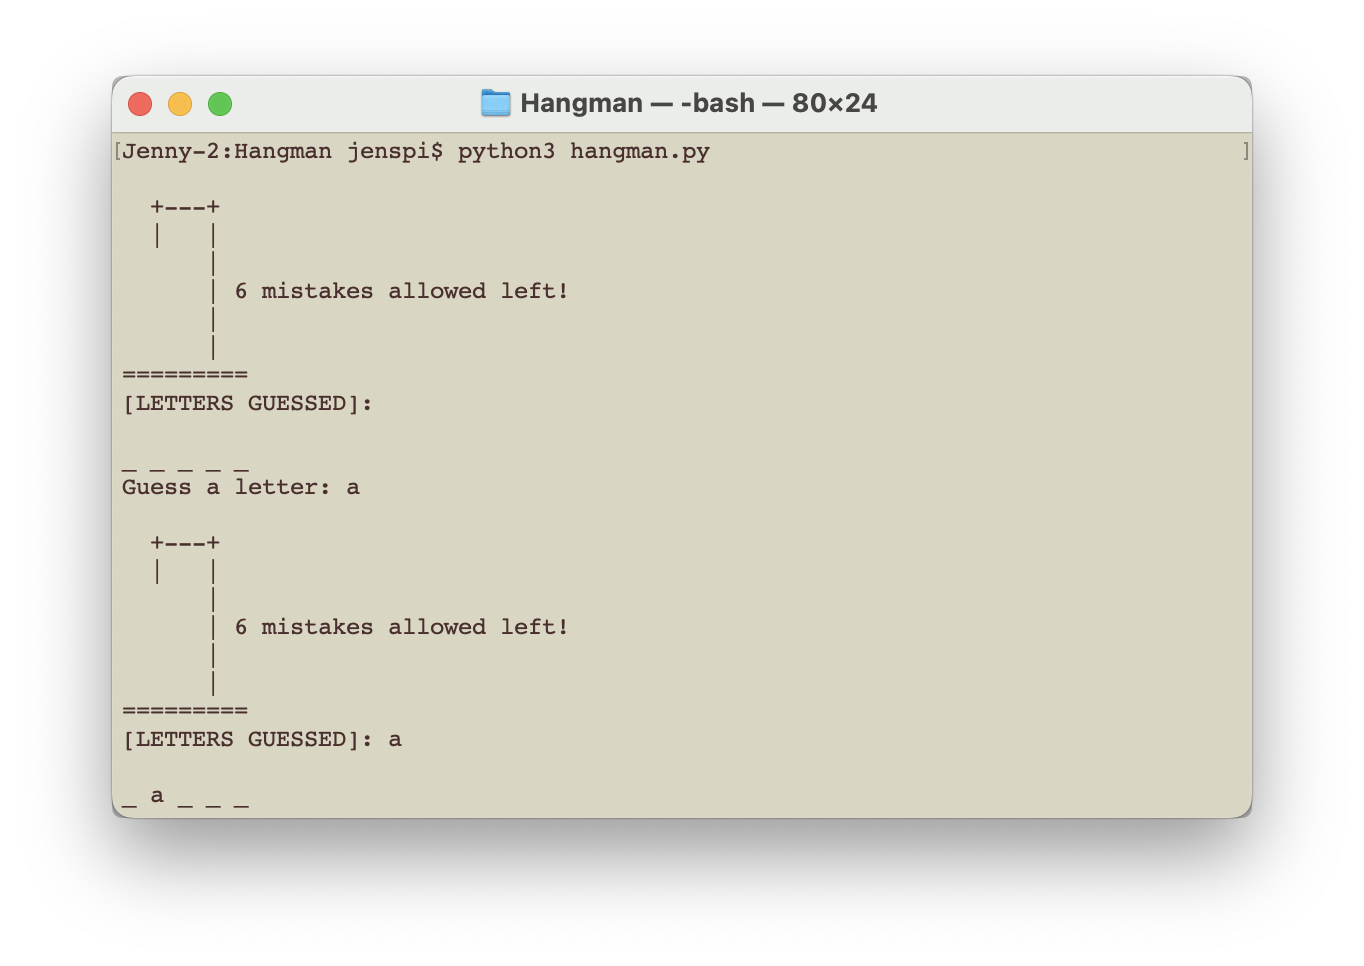 Hangman — -bash — 80×24
[Jenny-2:Hangman jenspi$ python3 hangman.py ]
  +---+
  |   |
      |
      | 6 mistakes allowed left!
      |
      |
=========
[LETTERS GUESSED]:
_ _ _ _ _
Guess a letter: a
  +---+
  |   |
      |
      | 6 mistakes allowed left!
      |
      |
=========
[LETTERS GUESSED]: a
_ a _ _ _